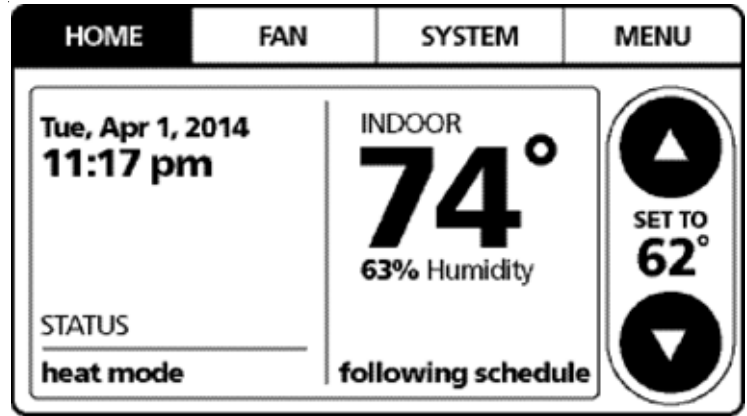 HOME FAN SYSTEM MENU
Tue, Apr 1, 2014
11:17 pm
INDOOR
74°
63% Humidity
SET TO
62°
STATUS
heat mode
following schedule